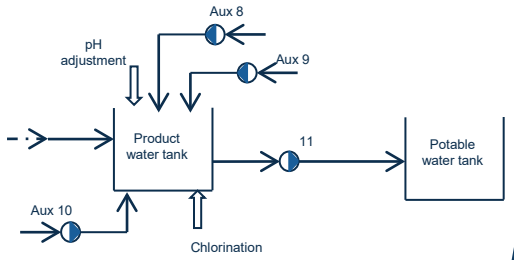 Aux 8
pH
adjustment
Aux 9
Product
water tank
11
Potable
water tank
Aux 10
Chlorination